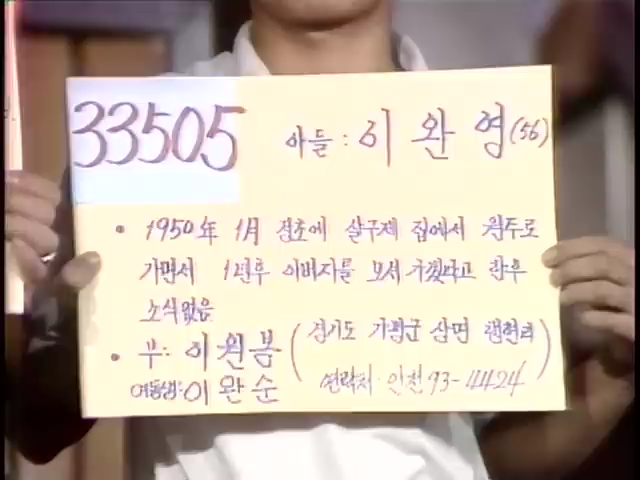 33505 아들: 이완영(56)
• 1950年 1月 정초에 살구재 집에서 원주로
가면서 1년후 아버지를 모셔 가겠다고 한후
소식없음
• 부: 이원봉 (경기도 가평군 상면 행현리
여동생: 이완순 연락처: 인천 93-4424)